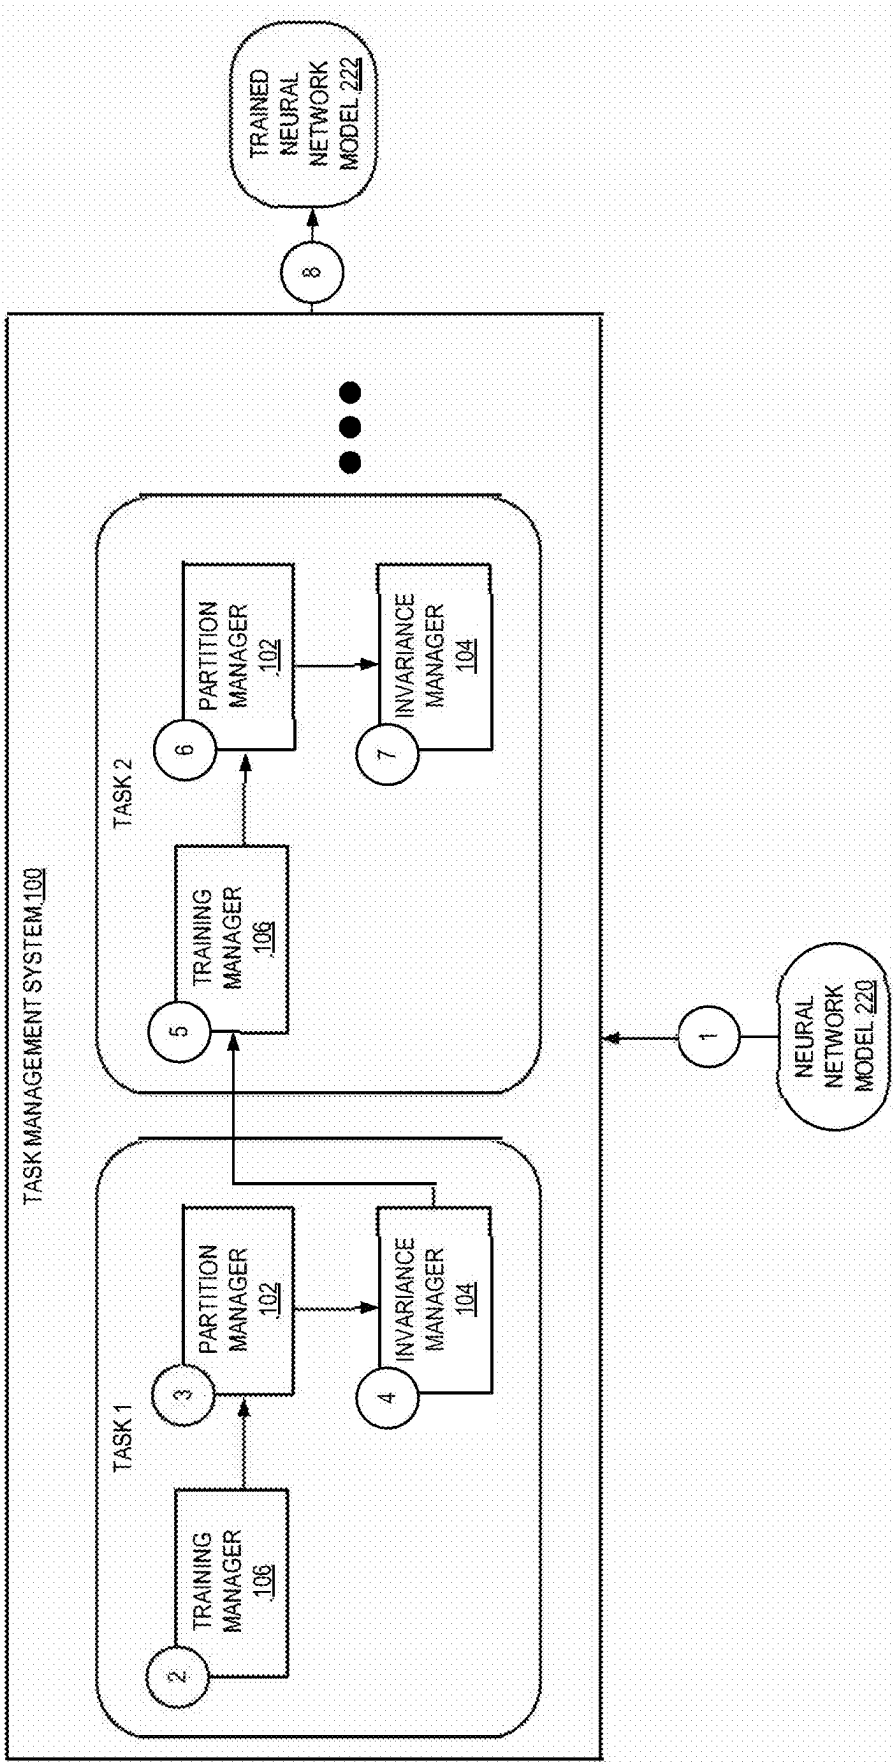 TASK MANAGEMENT SYSTEM 100
TASK 1
2
TRAINING
MANAGER
106
3
PARTITION
MANAGER
102
4
INVARIANCE
MANAGER
104
TASK 2
5
TRAINING
MANAGER
106
6
PARTITION
MANAGER
102
7
INVARIANCE
MANAGER
104
8
TRAINED
NEURAL
NETWORK
MODEL 222
1
NEURAL
NETWORK
MODEL 220